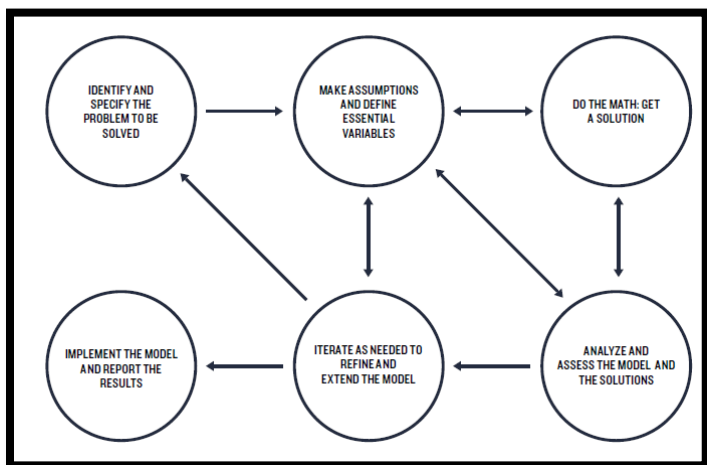 IDENTIFY AND
SPECIFY THE
PROBLEM TO BE
SOLVED
MAKE ASSUMPTIONS
AND DEFINE
ESSENTIAL
VARIABLES
DO THE MATH: GET
A SOLUTION
IMPLEMENT THE MODEL
AND REPORT THE
RESULTS
ITERATE AS NEEDED TO
REFINE AND
EXTEND THE MODEL
ANALYZE AND
ASSESS THE MODEL AND
THE SOLUTIONS